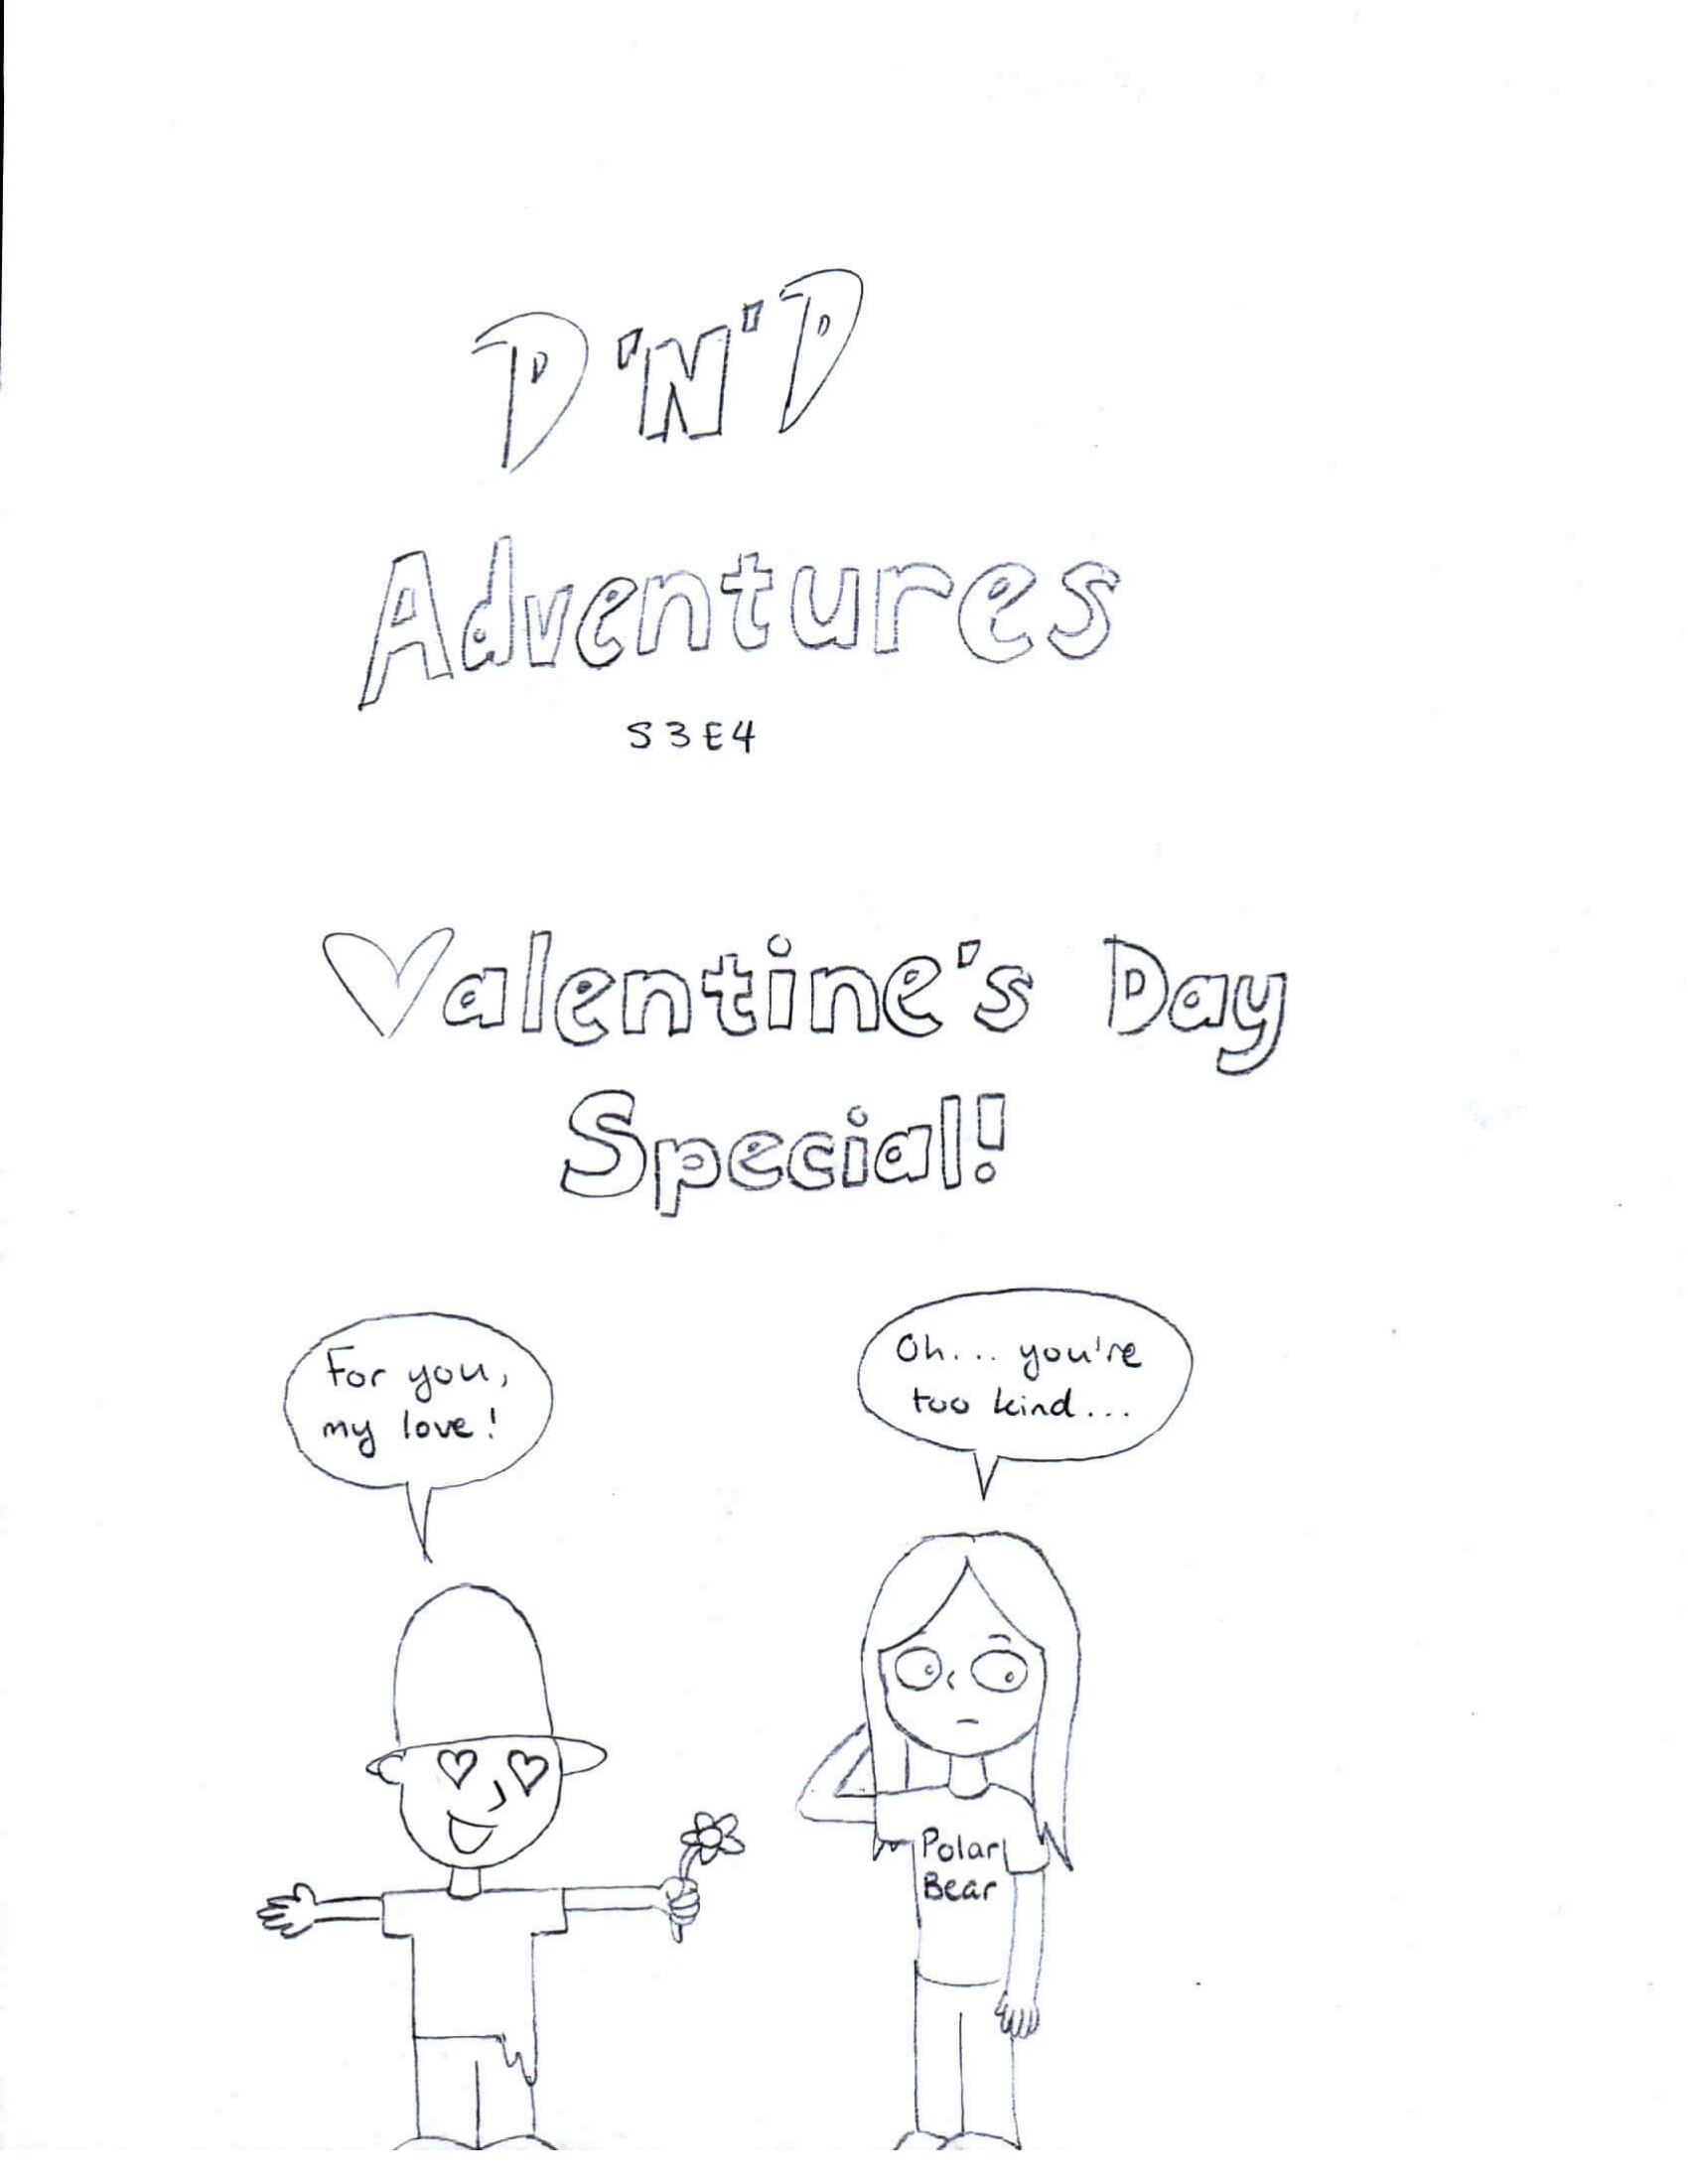 D'N'D
Adventures
S3E4
Valentine's Day
Special!
For you,
my love!
Oh... you're
too kind...
Polar
Bear